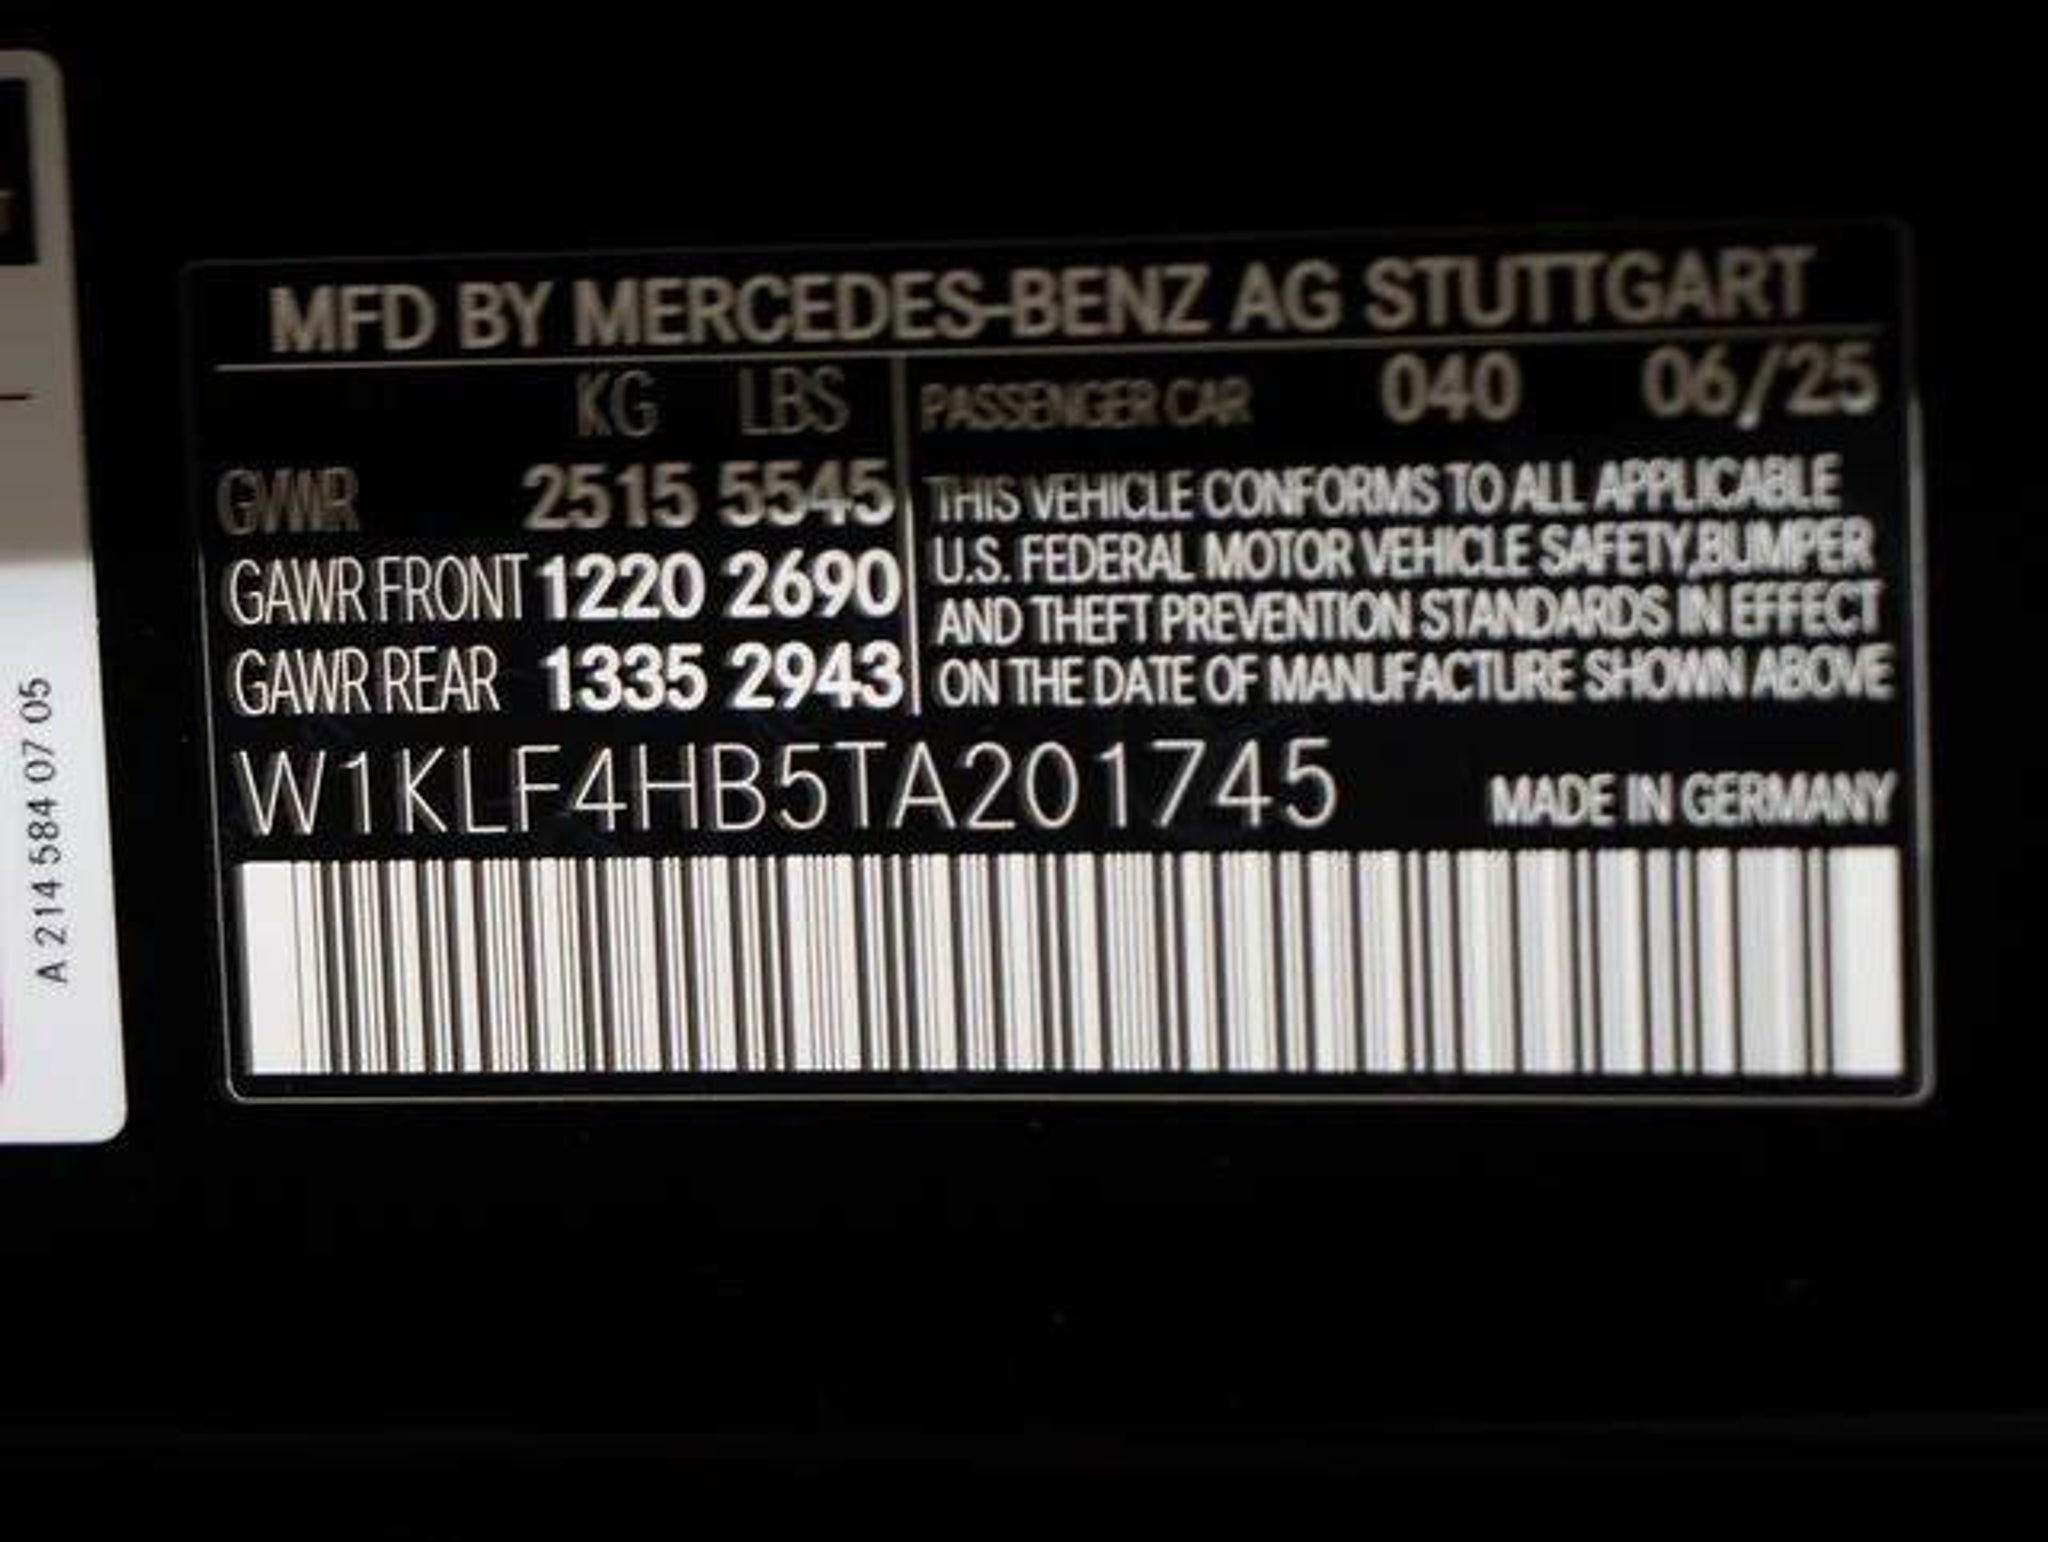 MFD BY MERCEDES-BENZ AG STUTTGART
KG LBS
GVWR 2515 5545
GAWR FRONT 1220 2690
GAWR REAR 1335 2943
PASSENGER CAR 040 06/25
THIS VEHICLE CONFORMS TO ALL APPLICABLE
U.S. FEDERAL MOTOR VEHICLE SAFETY,BUMPER
AND THEFT PREVENTION STANDARDS IN EFFECT
ON THE DATE OF MANUFACTURE SHOWN ABOVE
W1KLF4HB5TA201745
MADE IN GERMANY
A 214 584 07 05